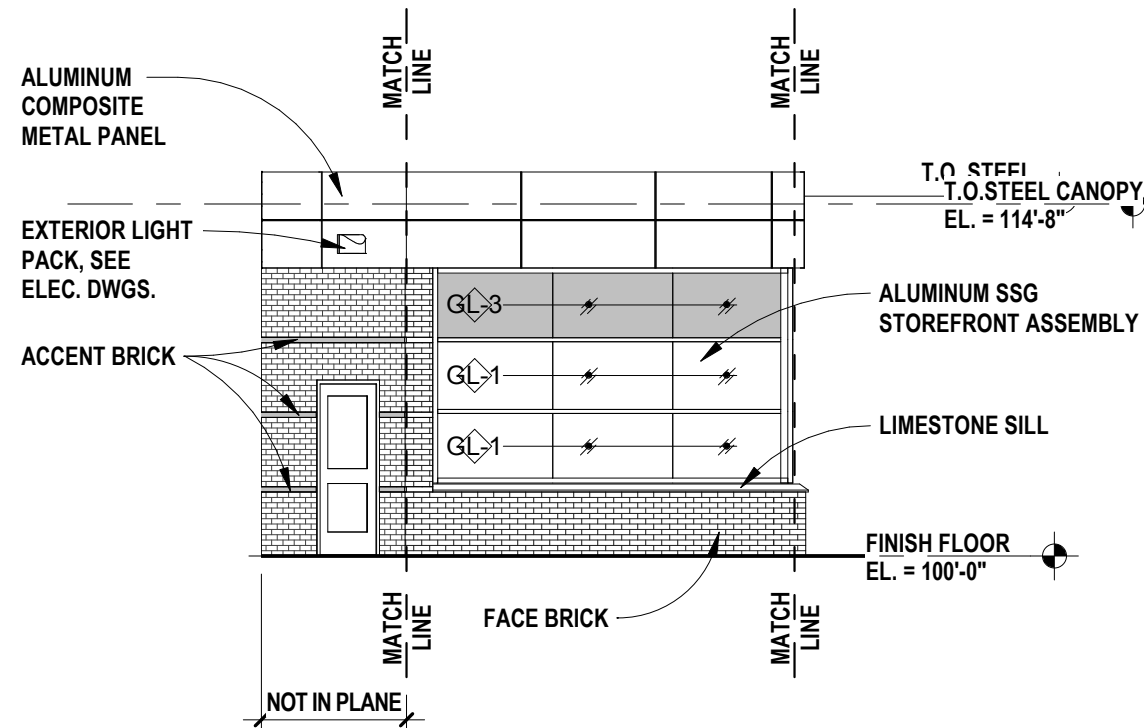 MATCH
LINE
MATCH
LINE
ALUMINUM
COMPOSITE
METAL PANEL
T.O. STEEL
T.O.STEEL CANOPY
EL. = 114'-8"
EXTERIOR LIGHT
PACK, SEE
ELEC. DWGS.
GL-3
ALUMINUM SSG
STOREFRONT ASSEMBLY
ACCENT BRICK
GL-1
LIMESTONE SILL
GL-1
FINISH FLOOR
EL. = 100'-0"
FACE BRICK
MATCH
LINE
MATCH
LINE
NOT IN PLANE